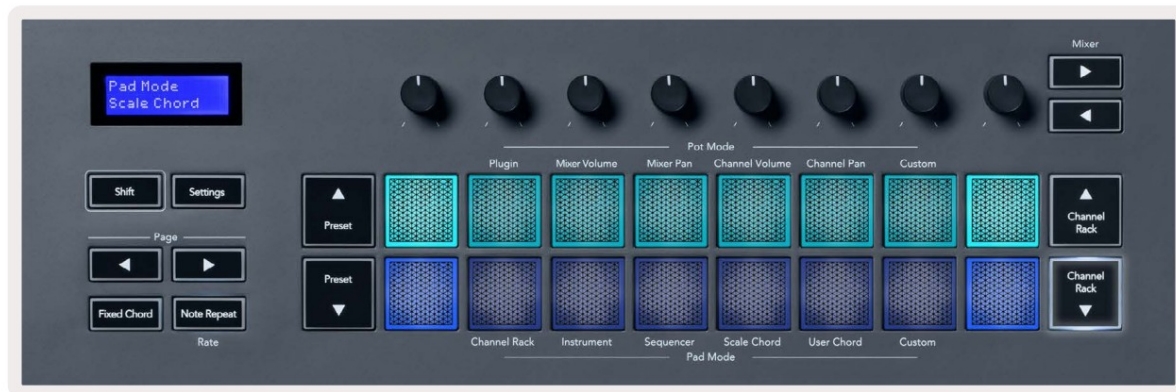 Mixer
Pad Mode
Scale Chord
Pot Mode
Plugin
Mixer Volume
Mixer Pan
Channel Volume
Channel Pan
Custom
Shift
Settings
Preset
Channel
Rack
Page
Preset
Channel
Rack
Fixed Chord
Note Repeat
Rate
Channel Rack
Instrument
Sequencer
Scale Chord
User Chord
Custom
Pad Mode